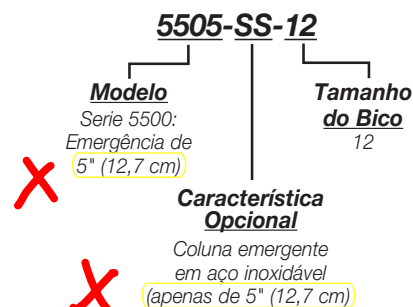 5505-SS-12
Modelo
Serie 5500:
Emergência de
5" (12,7 cm)
Tamanho
do Bico
12
Característica
Opcional
Coluna emergente
em aço inoxidável
(apenas de 5" (12,7 cm)